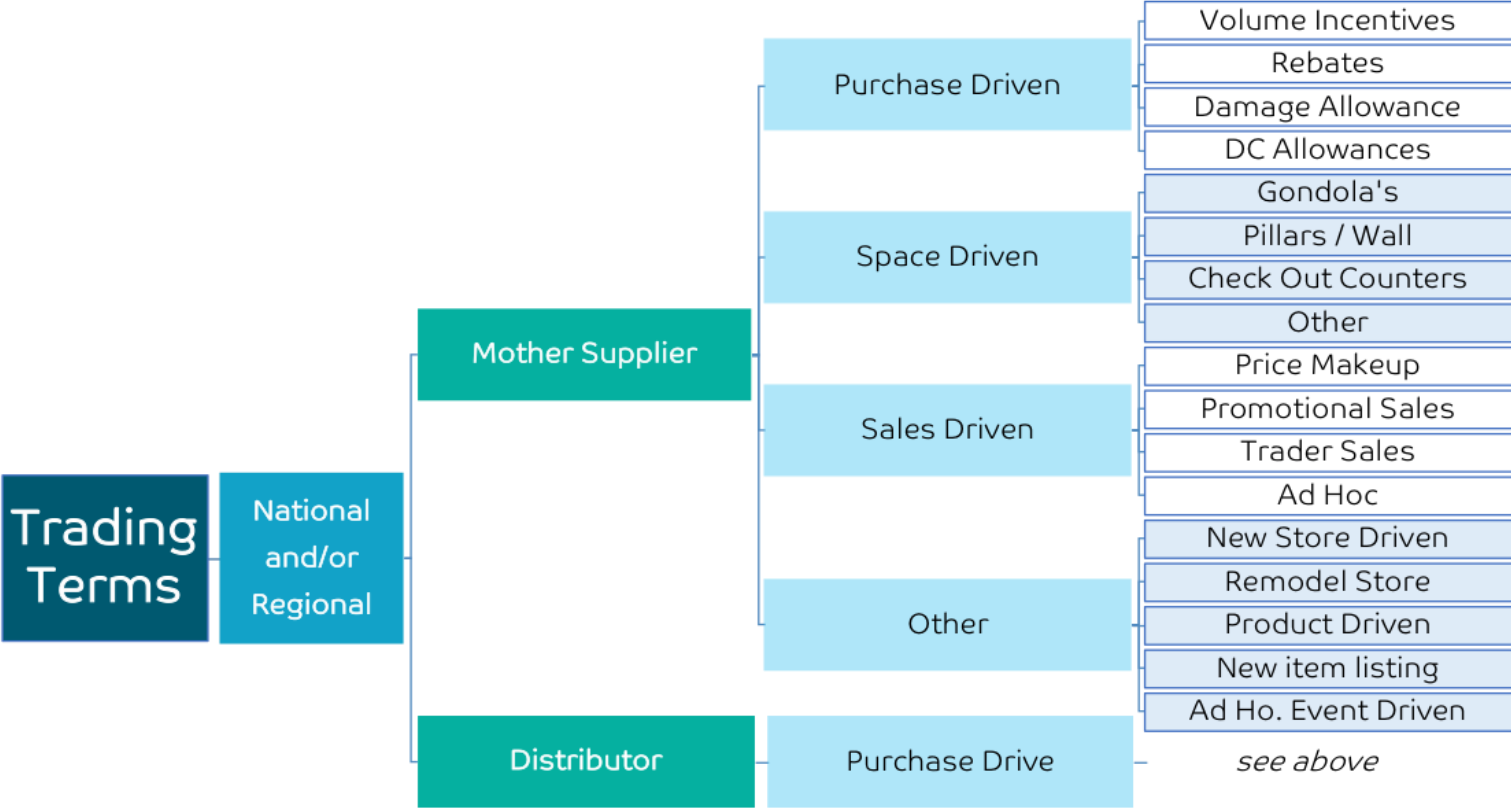 Trading
Terms
National
and/or
Regional
Mother Supplier
Purchase Driven
Volume Incentives
Rebates
Damage Allowance
DC Allowances
Space Driven
Gondola's
Pillars / Wall
Check Out Counters
Other
Sales Driven
Price Makeup
Promotional Sales
Trader Sales
Ad Hoc
Other
New Store Driven
Remodel Store
Product Driven
New item listing
Ad Ho. Event Driven
Distributor
Purchase Drive
see above